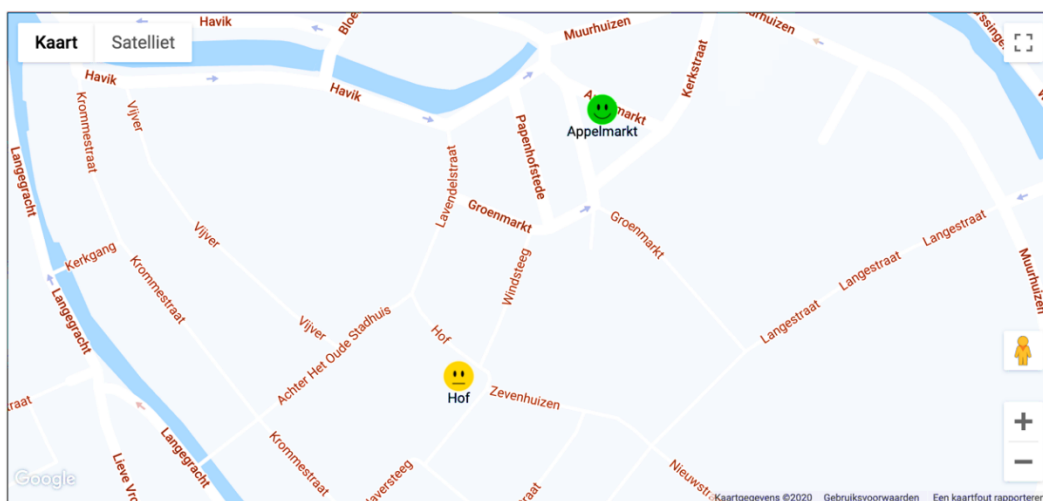 Kaart
Satelliet
Havik
Muurhuizen
Muurhuizen
Havik
Havik
Kerkstraat
Krommestraat
Vijver
Appelmarkt
Papenhofstede
Langegracht
Lavendelstraat
Groenmarkt
Groenmarkt
Langestraat
Vijver
Kerkgang
Krommestraat
Windsteeg
Langestraat
Muurhuizen
Langegracht
Vijver
Hof
Langestraat
Achter Het Oude Stadhuis
Hof
Zevenhuizen
Langegracht
Krommestraat
Google
Kaartgegevens ©2020
Gebruiksvoorwaarden
Een kaartfout rapporteren